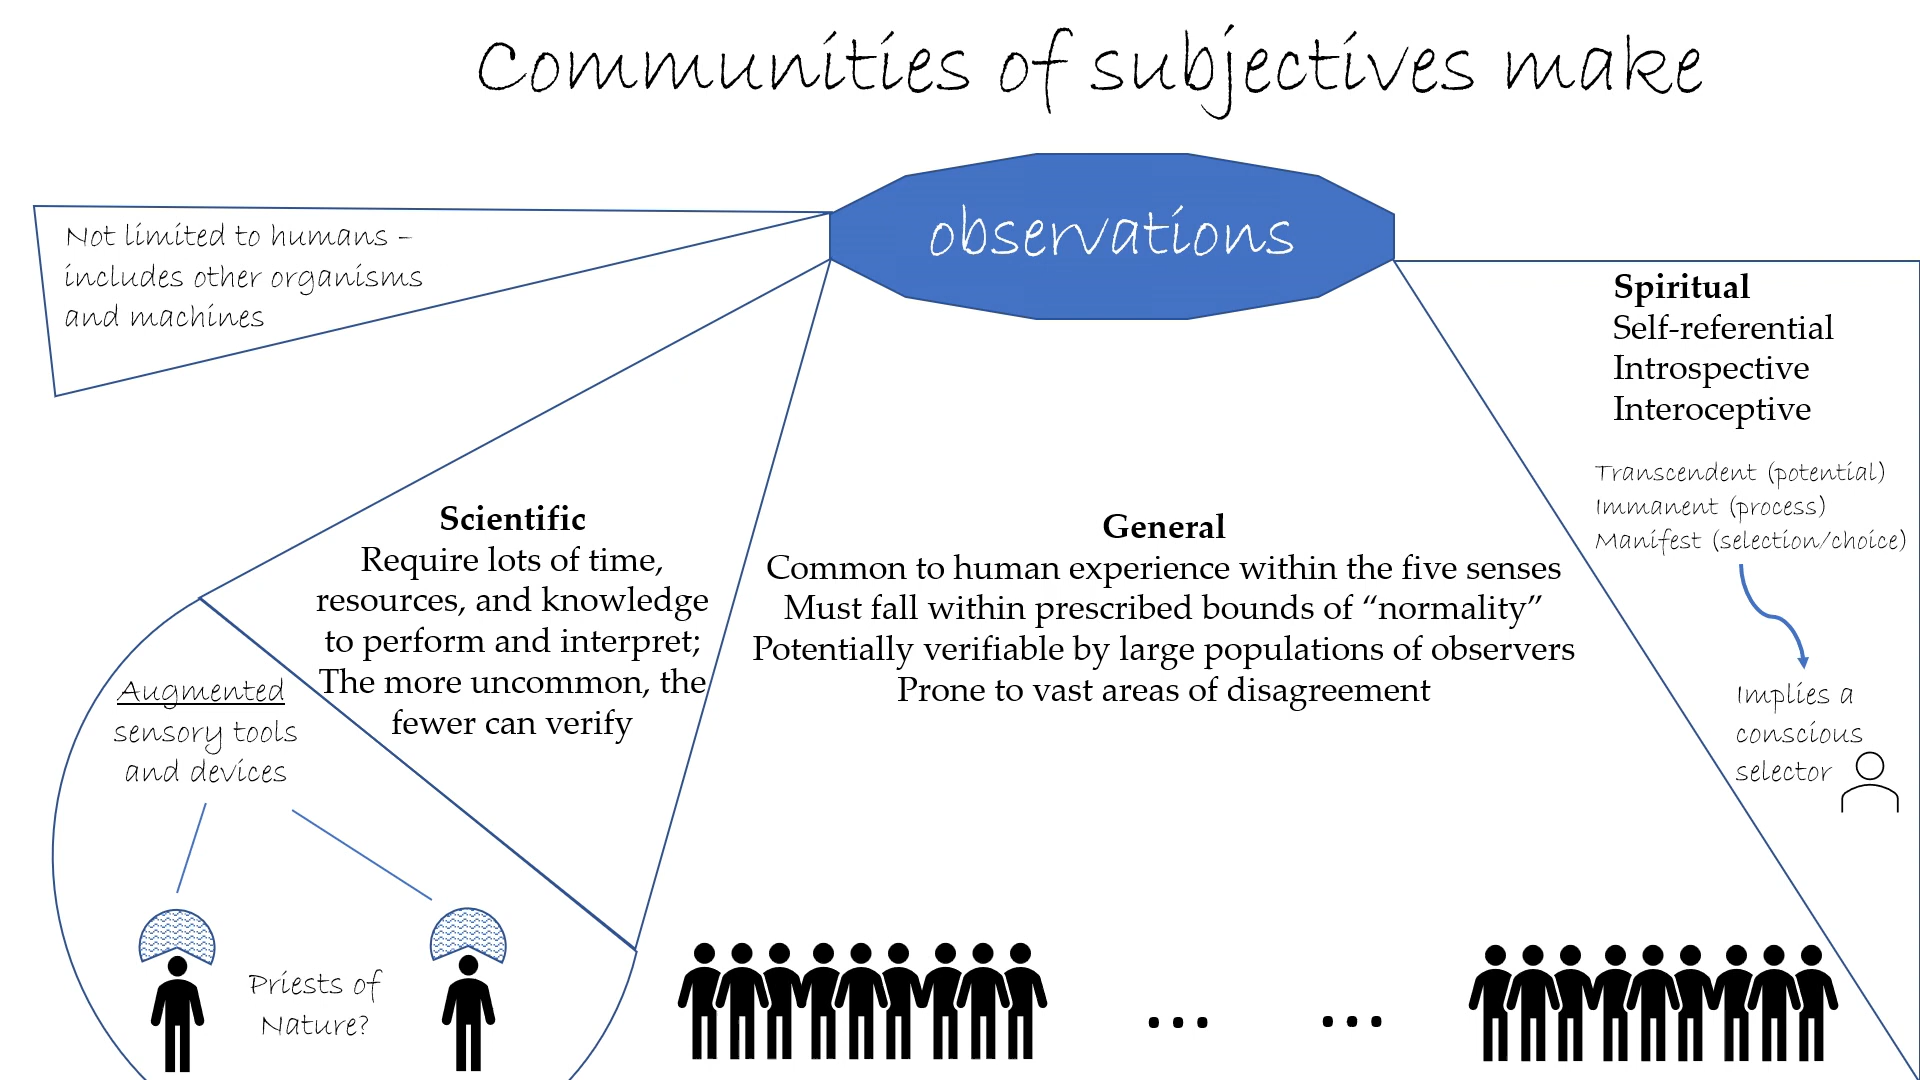 Communities of subjectives make
observations
Not limited to humans –
includes other organisms
and machines
Spiritual
Self-referential
Introspective
Interoceptive
Transcendent (potential)
Immanent (process)
Manifest (selection/choice)
Implies a
conscious
selector
Scientific
Require lots of time,
resources, and knowledge
to perform and interpret;
The more uncommon, the
fewer can verify
General
Common to human experience within the five senses
Must fall within prescribed bounds of “normality”
Potentially verifiable by large populations of observers
Prone to vast areas of disagreement
Augmented
sensory tools
and devices
Priests of
Nature?
... ...